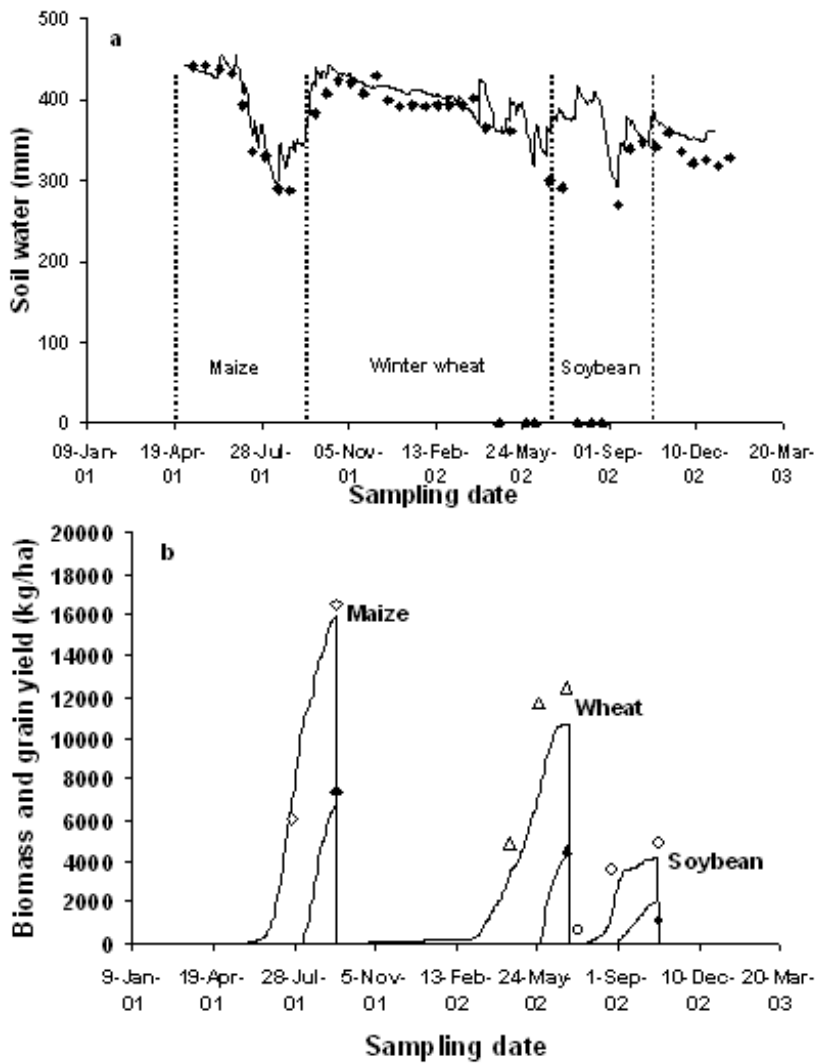 a
500
400
300
200
100
0
Soil water (mm)
Maize Winter wheat Soybean
09-Jan- 19-Apr- 28-Jul- 05-Nov- 13-Feb- 24-May- 01-Sep- 10-Dec- 20-Mar-
01 01 01 01 02 02 02 02 03
Sampling date
b
20000
18000
16000
14000
12000
10000
8000
6000
4000
2000
0
Biomass and grain yield (kg/ha)
Maize
Wheat
Soybean
9-Jan- 19-Apr- 28-Jul- 5-Nov- 13-Feb- 24-May- 1-Sep- 10-Dec- 20-Mar-
01 01 01 01 02 02 02 02 03
Sampling date